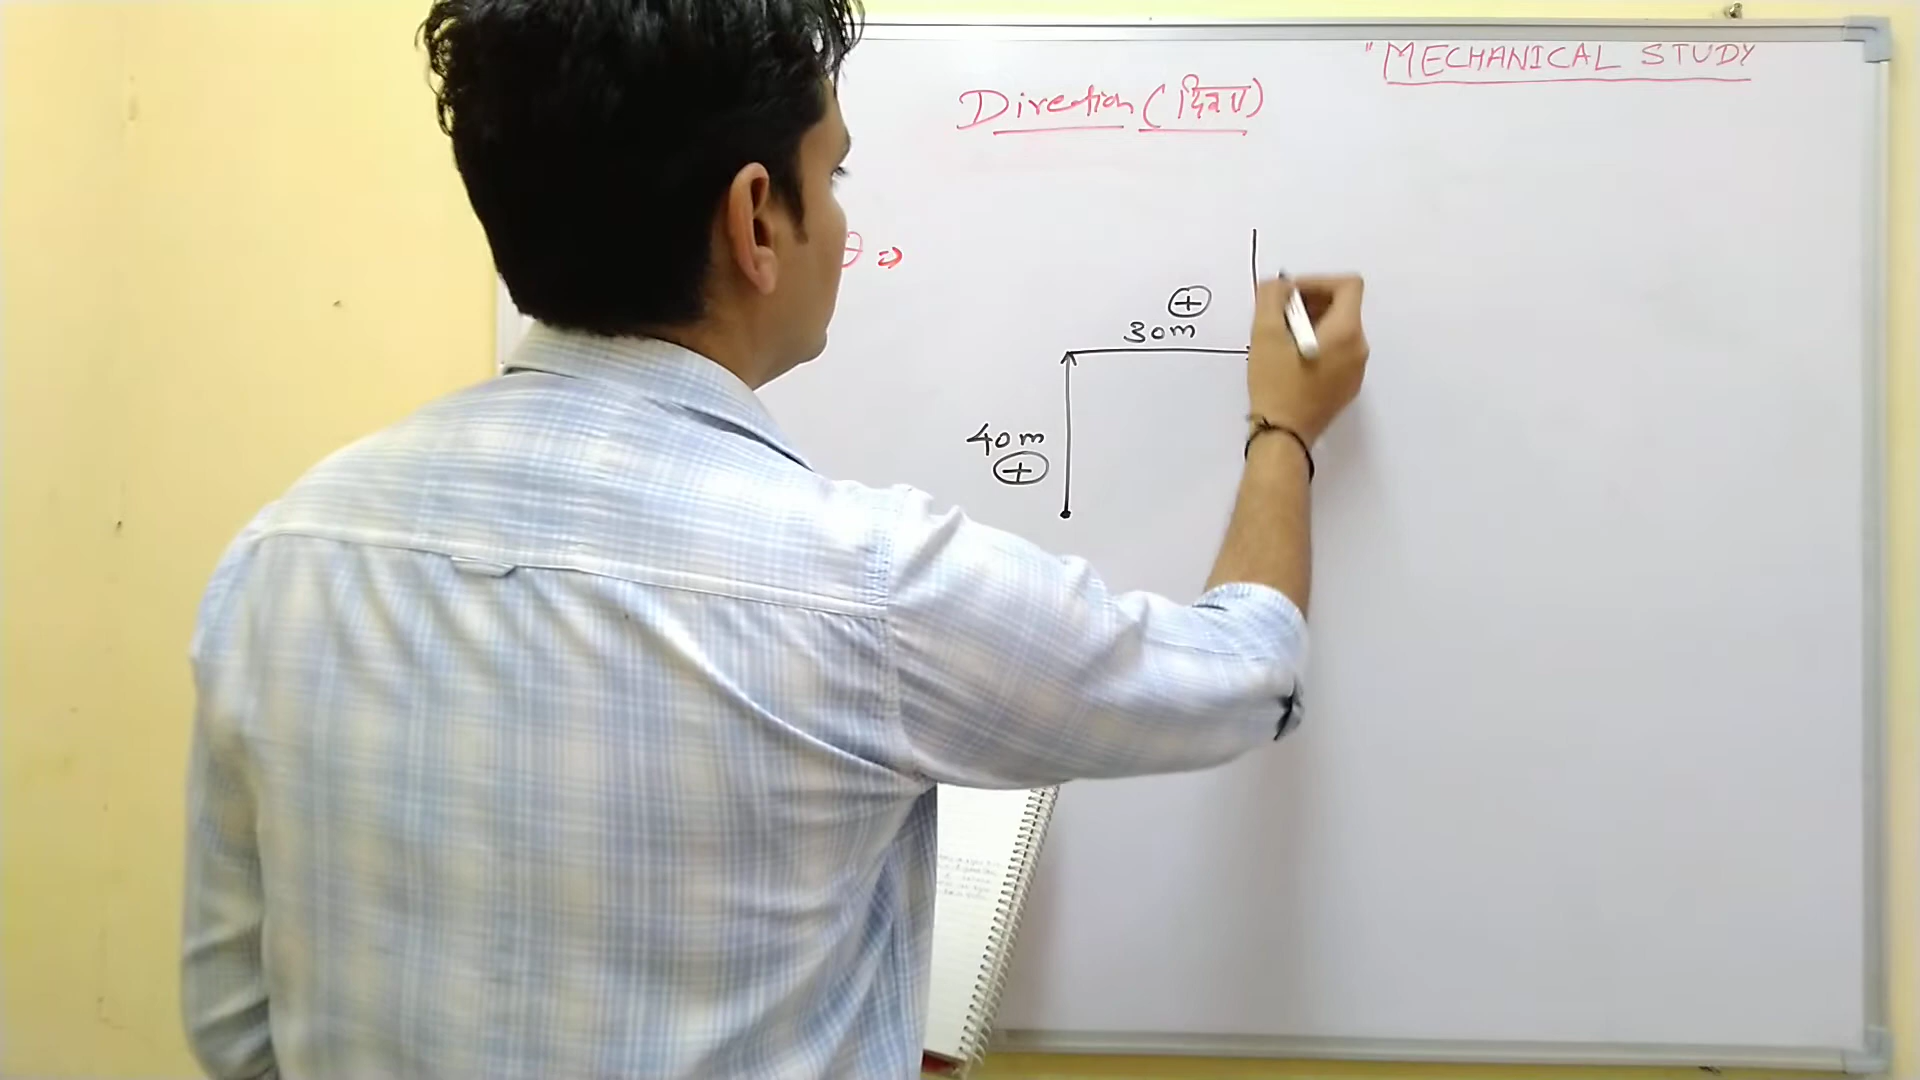 "MECHANICAL STUDY
Direction (दिशा)
⇒
+
30m
40m
+